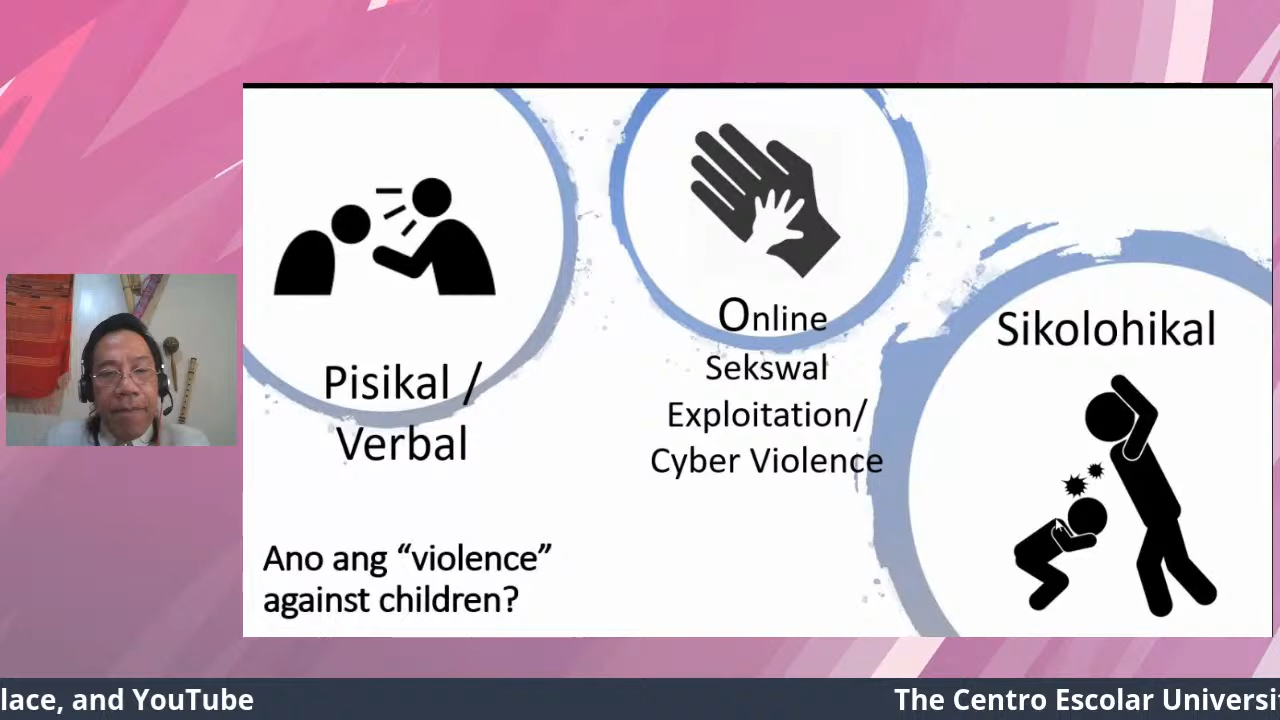 Pisikal /
Verbal
Online
Sekswal
Exploitation/
Cyber Violence
Sikolohikal
Ano ang “violence”
against children?
lace, and YouTube
The Centro Escolar Universi